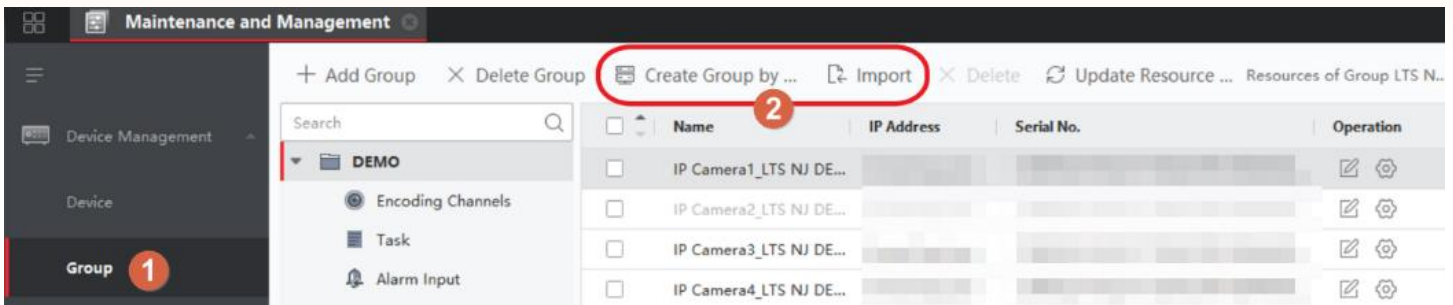 Maintenance and Management
+ Add Group × Delete Group Create Group by ... Import × Delete Update Resource ... Resources of Group LTS N...
2
Search Name IP Address Serial No. Operation
Device Management
DEMO IP Camera1_LTS NJ DE...
Device
Encoding Channels IP Camera2_LTS NJ DE...
Task IP Camera3_LTS NJ DE...
Group 1
Alarm Input IP Camera4_LTS NJ DE...